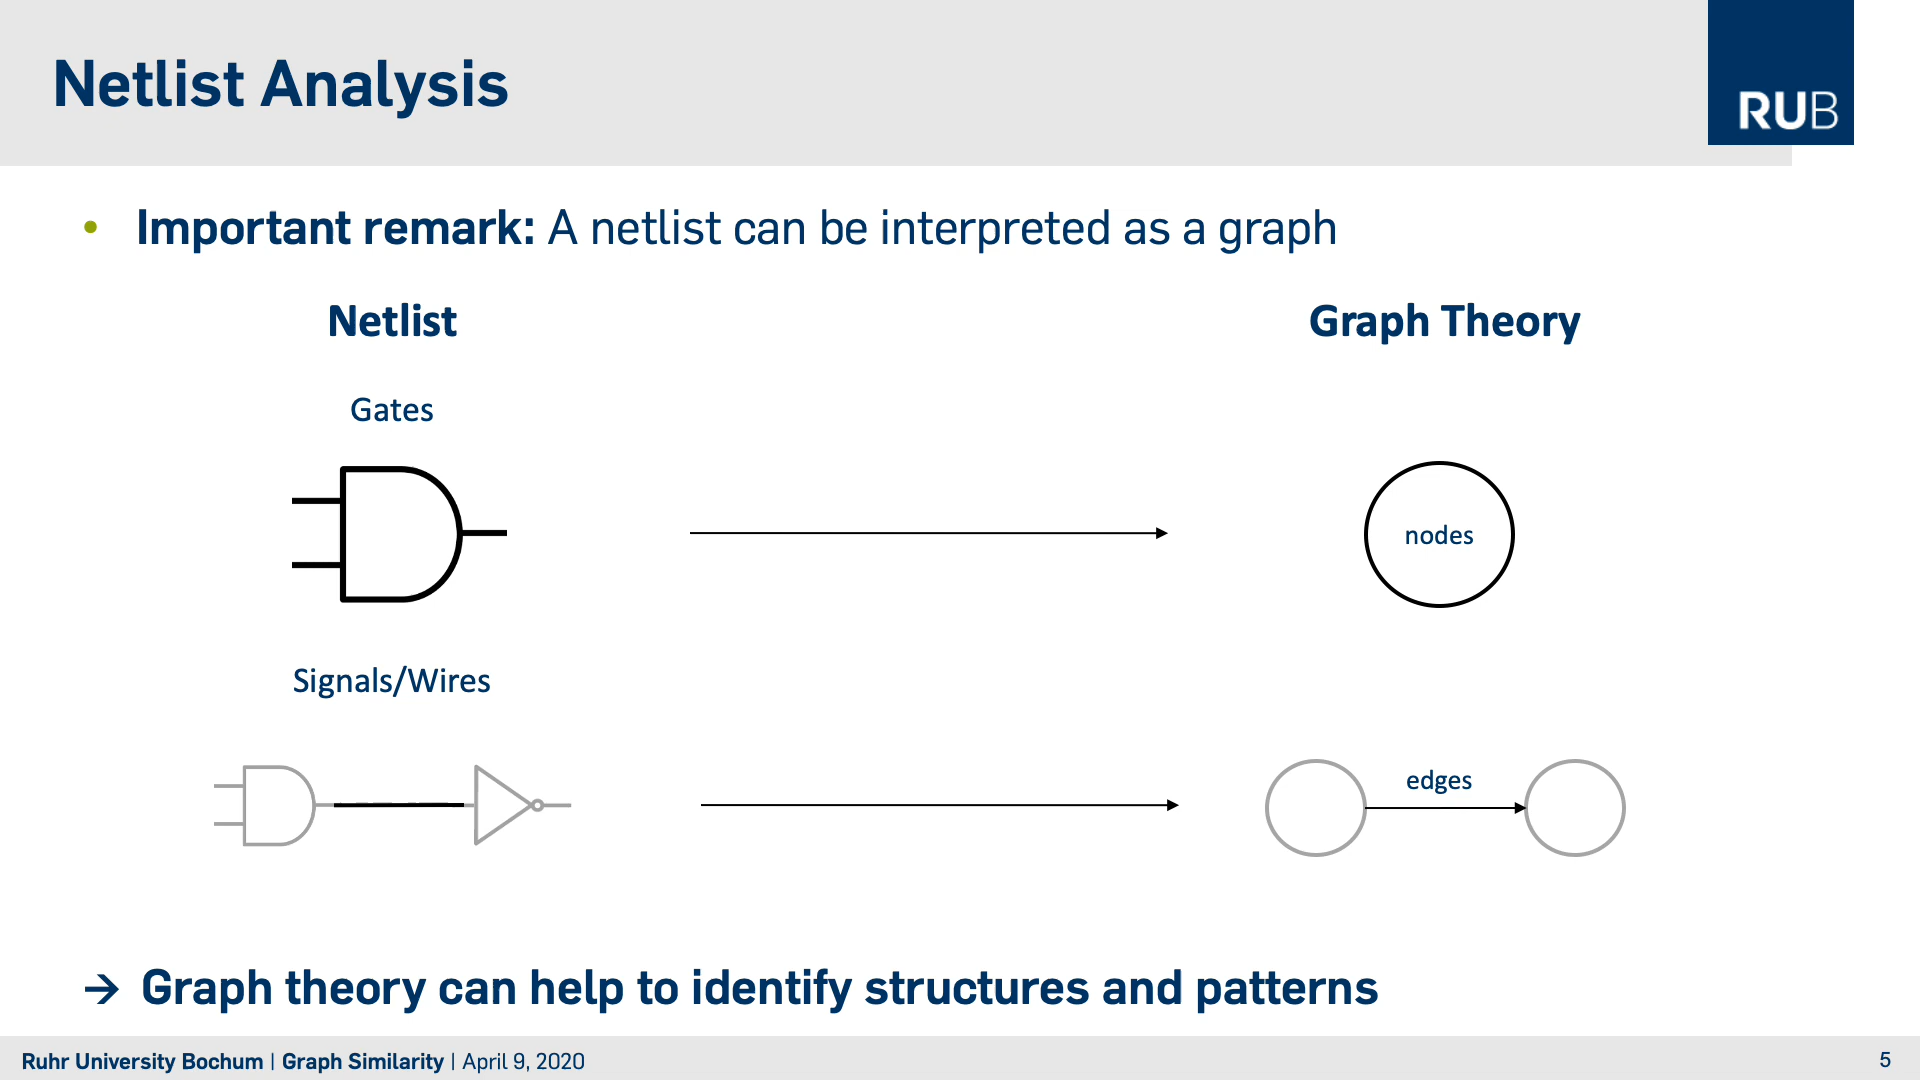 Netlist Analysis
RUB
• Important remark: A netlist can be interpreted as a graph
Netlist
Graph Theory
Gates
nodes
Signals/Wires
edges
→ Graph theory can help to identify structures and patterns
Ruhr University Bochum | Graph Similarity | April 9, 2020
5